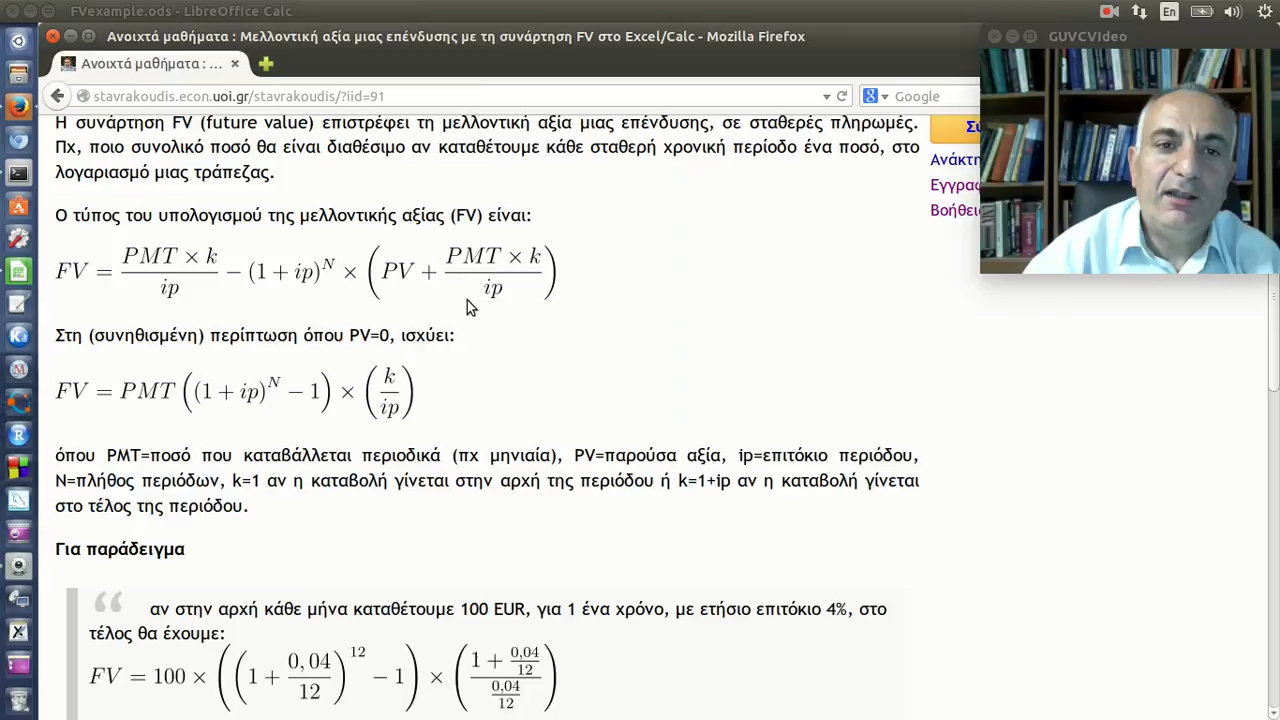 FVexample.ods - LibreOffice Calc
En
Ανοιχτά μαθήματα : Μελλοντική αξία μιας επένδυσης με τη συνάρτηση FV στο Excel/Calc - Mozilla Firefox
GUVCVIdeo
Ανοιχτά μαθήματα : ...
stavrakoudis.econ.uoi.gr/stavrakoudis/?iid=91
Google
Η συνάρτηση FV (future value) επιστρέφει τη μελλοντική αξία μιας επένδυσης, σε σταθερές πληρωμές.
Πχ, ποιο συνολικό ποσό θα είναι διαθέσιμο αν καταθέτουμε κάθε σταθερή χρονική περίοδο ένα ποσό, στο
λογαριασμό μιας τράπεζας.
Ανάκτη
Εγγραφ
Βοήθει
Ο τύπος του υπολογισμού της μελλοντικής αξίας (FV) είναι:
FV = \frac{PMT × k}{ip} − (1 + ip)^N × (PV + \frac{PMT × k}{ip})
Στη (συνηθισμένη) περίπτωση όπου PV=0, ισχύει:
FV = PMT ((1 + ip)^N − 1) × (\frac{k}{ip})
όπου PMT=ποσό που καταβάλλεται περιοδικά (πχ μηνιαία), PV=παρούσα αξία, ip=επιτόκιο περιόδου,
N=πλήθος περιόδων, k=1 αν η καταβολή γίνεται στην αρχή της περιόδου ή k=1+ip αν η καταβολή γίνεται
στο τέλος της περιόδου.
Για παράδειγμα
αν στην αρχή κάθε μήνα καταθέτουμε 100 EUR, για 1 ένα χρόνο, με ετήσιο επιτόκιο 4%, στο
τέλος θα έχουμε:
FV = 100 × ((1 + \frac{0,04}{12})^{12} − 1) × (\frac{1 + \frac{0,04}{12}}{\frac{0,04}{12}})